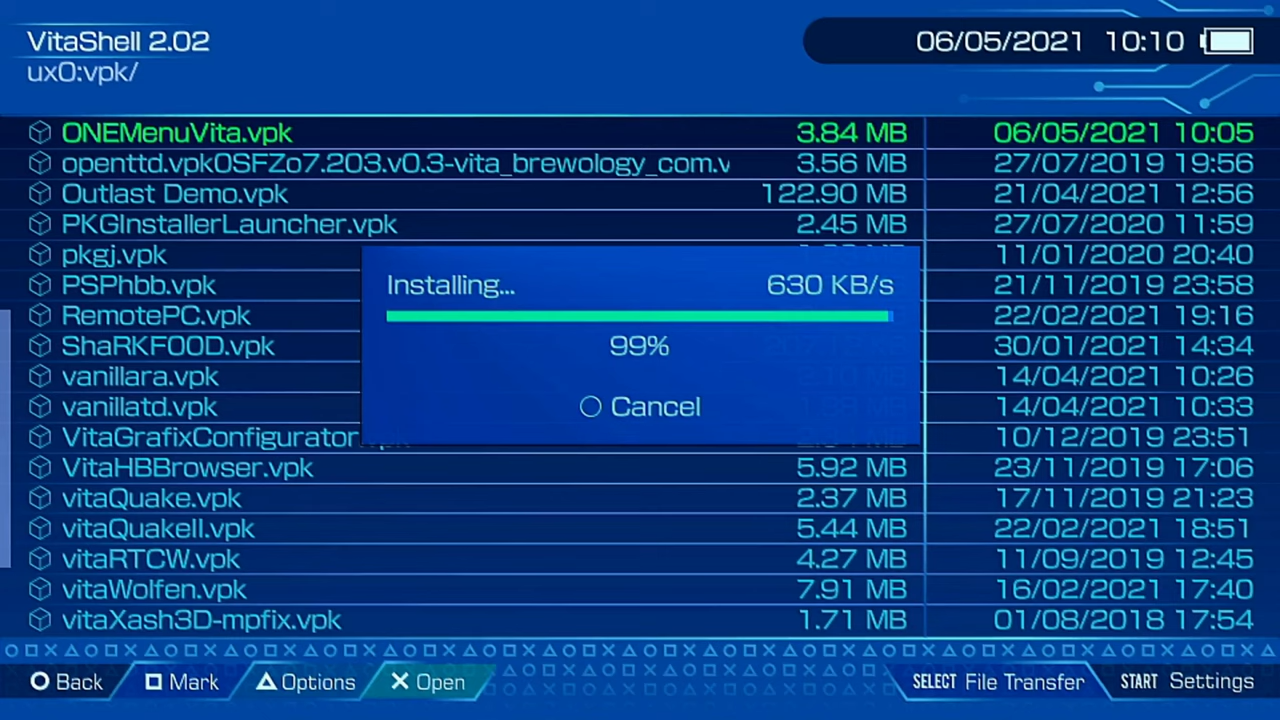 VitaShell 2.02
06/05/2021 10:10
ux0:vpk/
ONEMenuVita.vpk 3.84 MB 06/05/2021 10:05
openttd.vpk0SFZo7.203.v0.3-vita_brewology_com.v 3.56 MB 27/07/2019 19:56
Outlast Demo.vpk 122.90 MB 21/04/2021 12:56
PKGInstallerLauncher.vpk 2.45 MB 27/07/2020 11:59
pkgj.vpk 11/01/2020 20:40
PSPhbb.vpk 21/11/2019 23:58
RemotePC.vpk 22/02/2021 19:16
ShaRKF00D.vpk 30/01/2021 14:34
vanillara.vpk 14/04/2021 10:26
vanillatd.vpk 14/04/2021 10:33
VitaGrafixConfigurator 10/12/2019 23:51
VitaHBBrowser.vpk 5.92 MB 23/11/2019 17:06
vitaQuake.vpk 2.37 MB 17/11/2019 21:23
vitaQuakeII.vpk 5.44 MB 22/02/2021 18:51
vitaRTCW.vpk 4.27 MB 11/09/2019 12:45
vitaWolfen.vpk 7.91 MB 16/02/2021 17:40
vitaXash3D-mpfix.vpk 1.71 MB 01/08/2018 17:54
Installing... 630 KB/s
99%
Cancel
Back Mark Options Open SELECT File Transfer START Settings